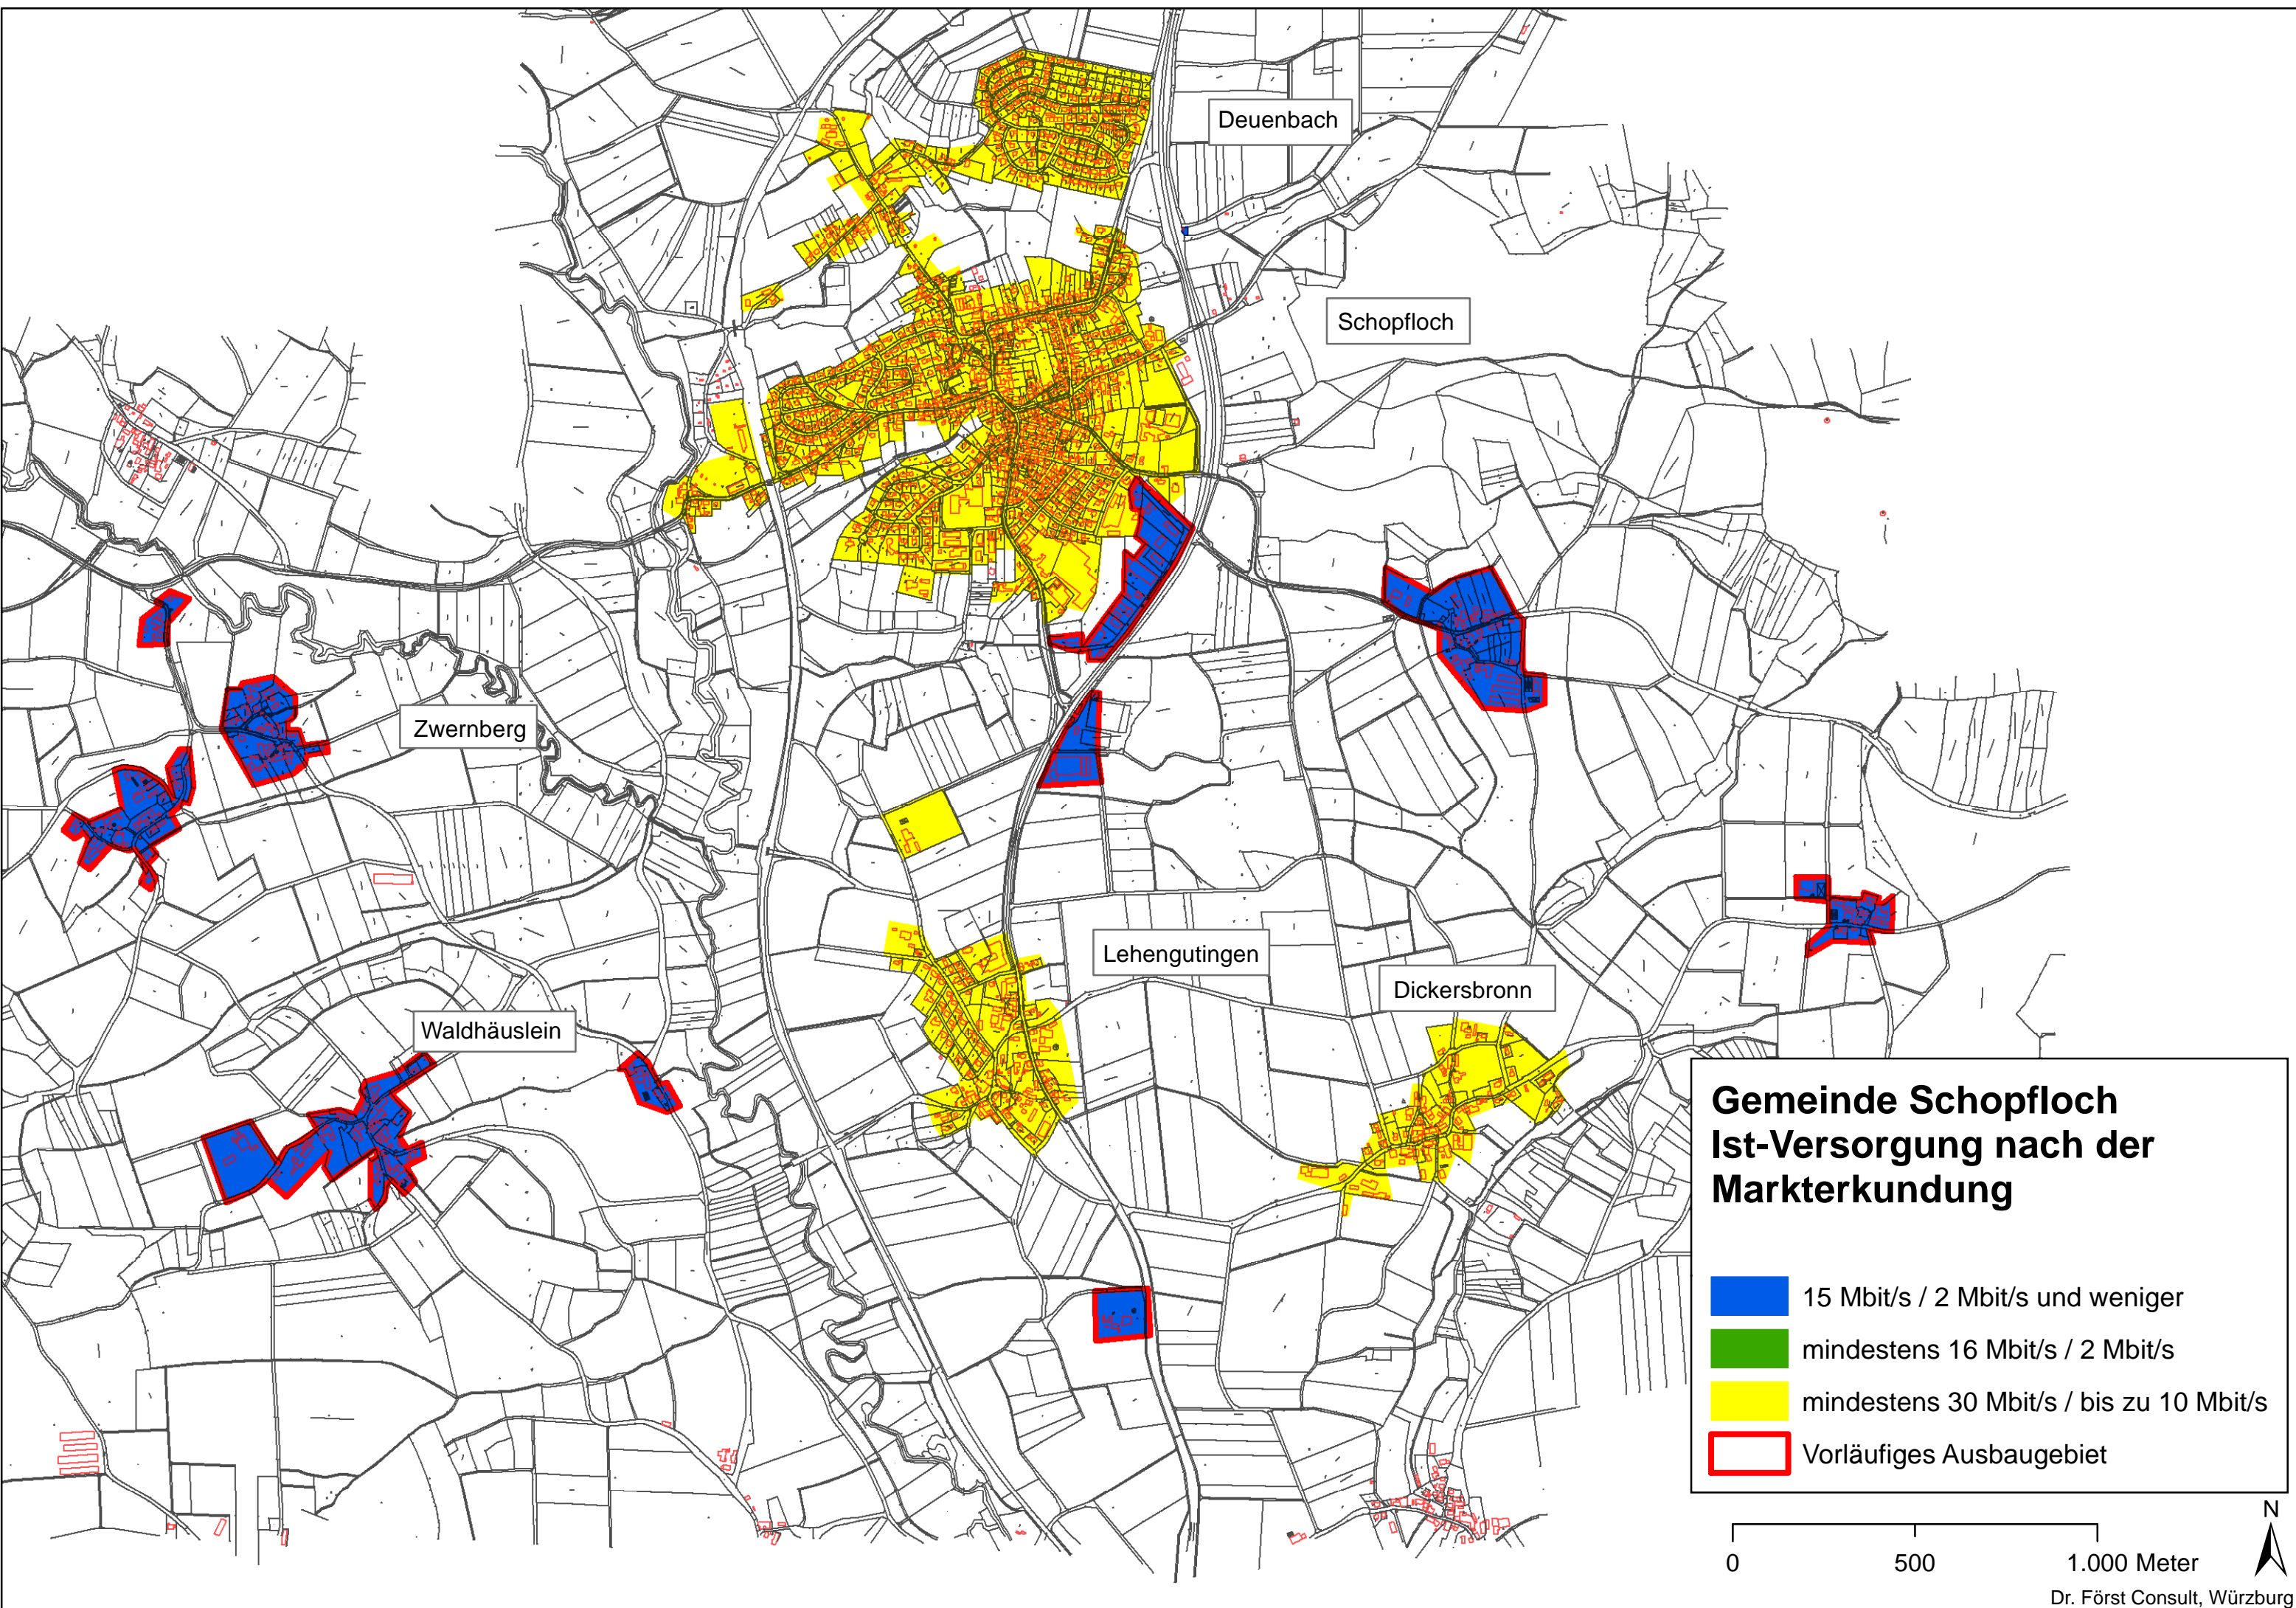 Deuenbach
Schopfloch
Zwernberg
Lehengutingen
Dickersbronn
Waldhäuslein
Gemeinde Schopfloch
Ist-Versorgung nach der
Markterkundung
15 Mbit/s / 2 Mbit/s und weniger
mindestens 16 Mbit/s / 2 Mbit/s
mindestens 30 Mbit/s / bis zu 10 Mbit/s
Vorläufiges Ausbaugebiet
N
0 500 1.000 Meter
Dr. Först Consult, Würzburg